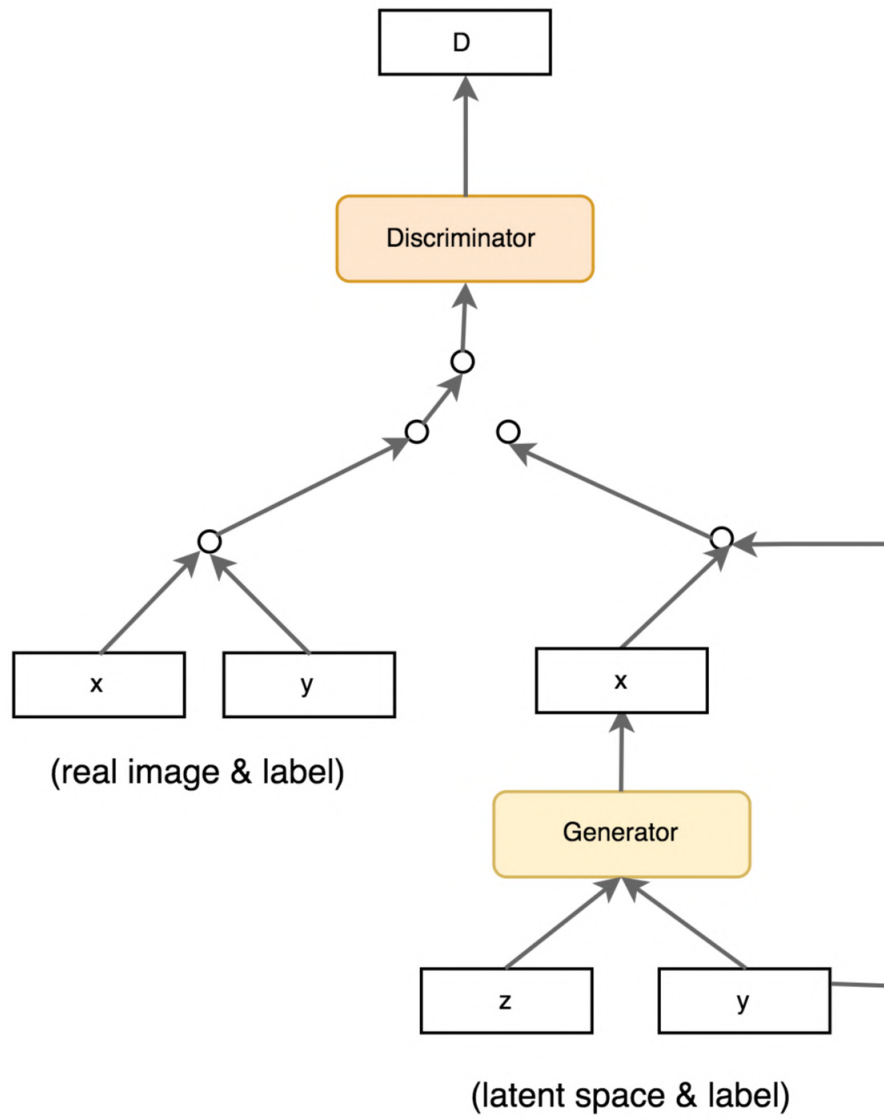 D
Discriminator
x
y
(real image & label)
x
Generator
z
y
(latent space & label)